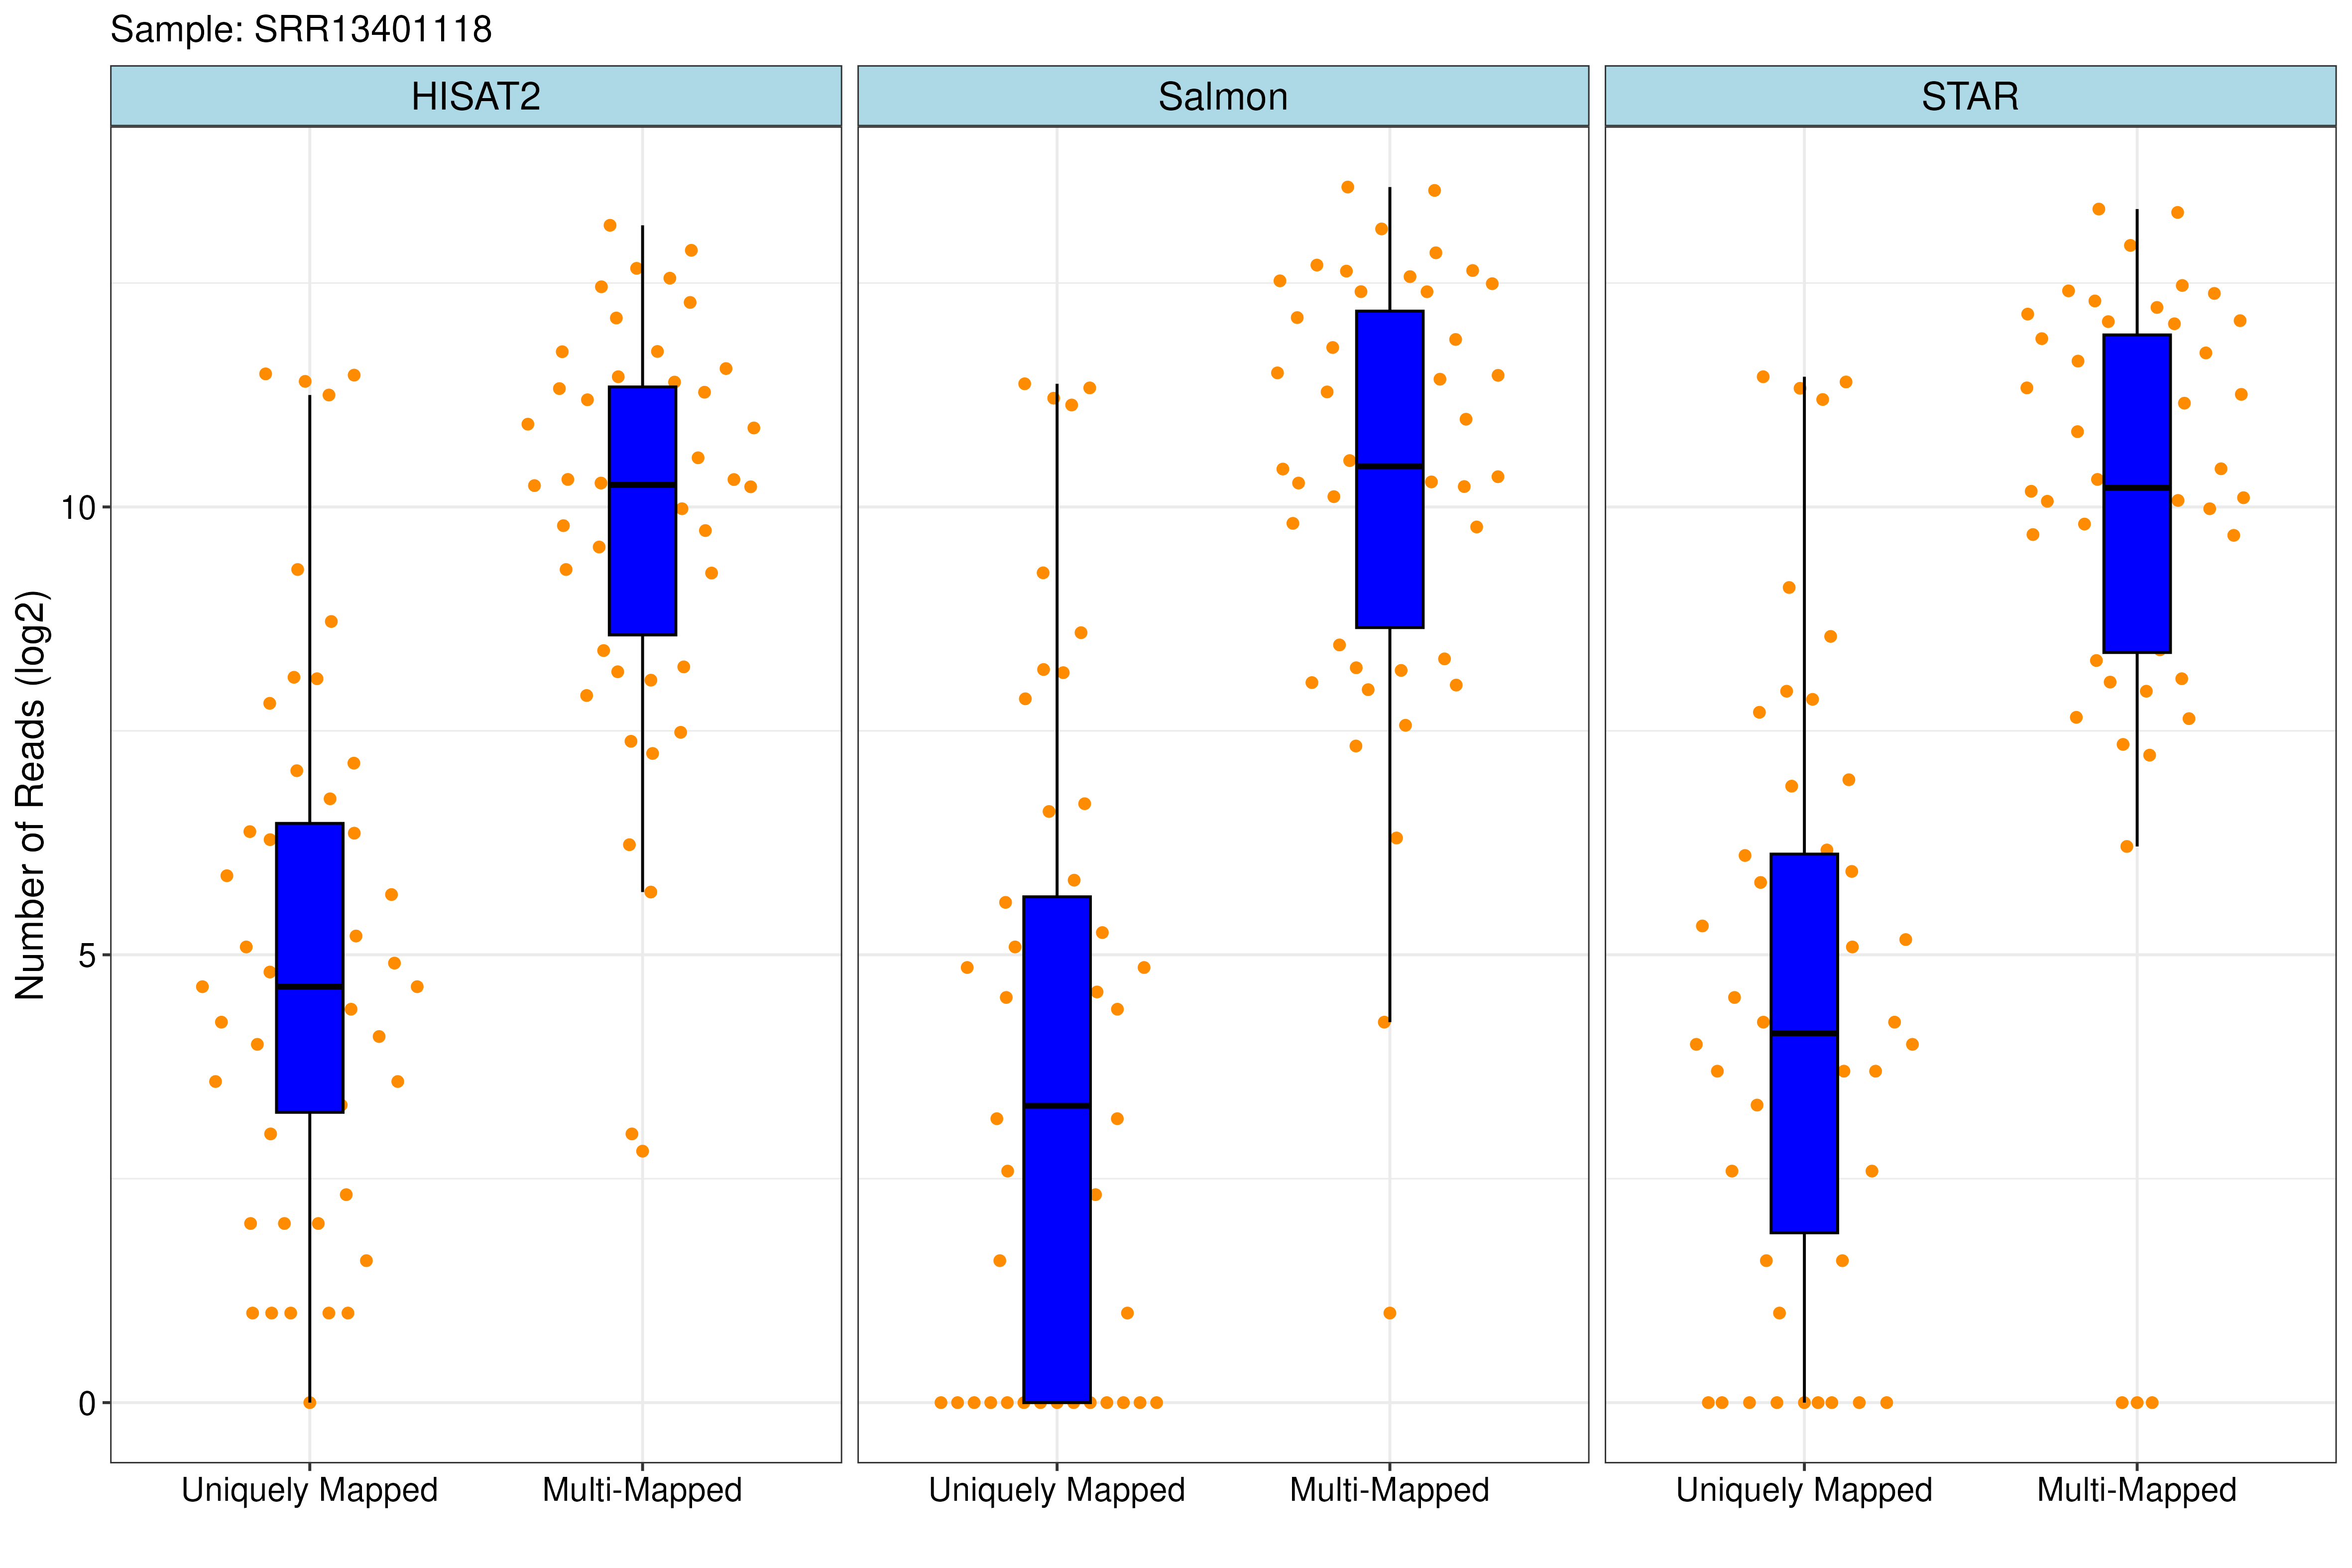 Sample: SRR13401118
HISAT2
Salmon
STAR
Number of Reads (log2)
10
5
0
Uniquely Mapped
Multi-Mapped
Uniquely Mapped
Multi-Mapped
Uniquely Mapped
Multi-Mapped